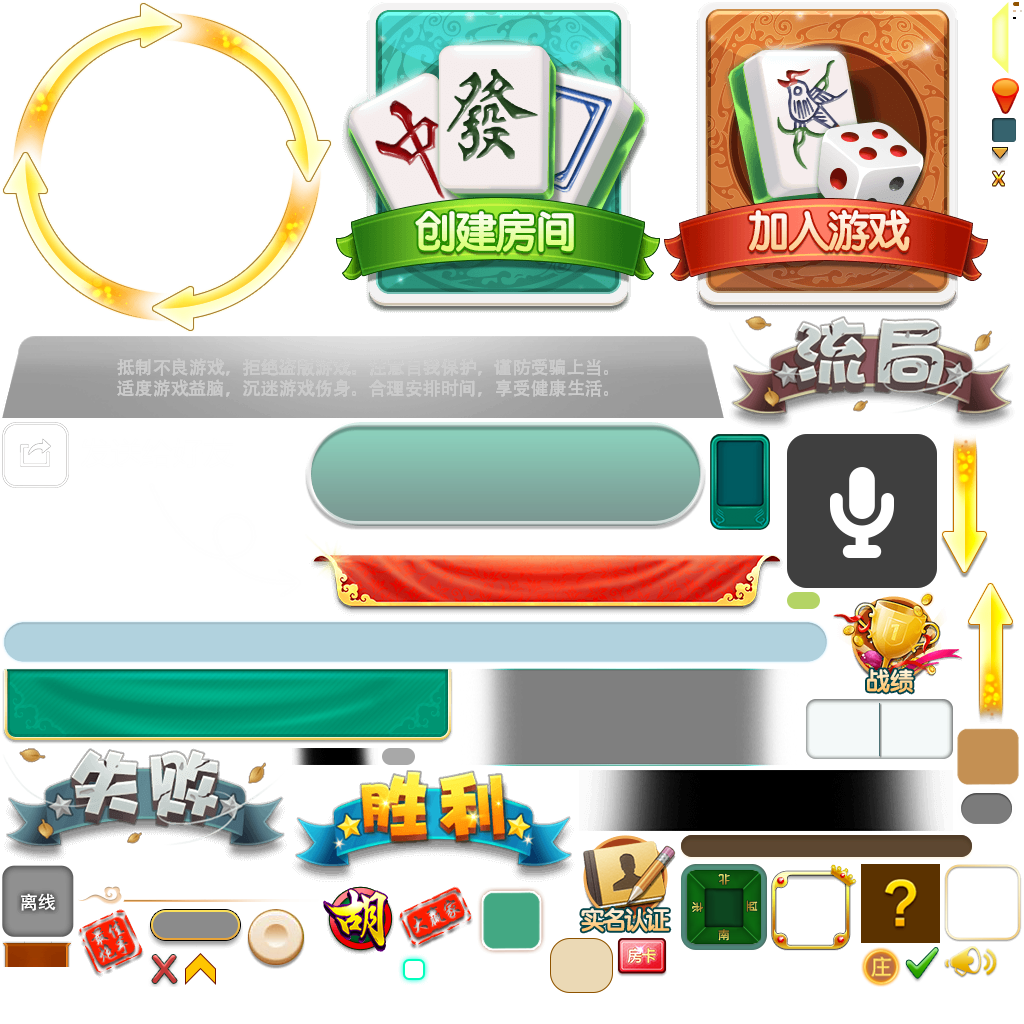 中
發
创建房间
加入游戏
抵制不良游戏，拒绝盗版游戏。注意自我保护，谨防受骗上当。
适度游戏益脑，沉迷游戏伤身。合理安排时间，享受健康生活。
流局
1
战绩
失败
胜利
离线
胡
大赢家
实名认证
房卡
北
东
西
南
?
庄